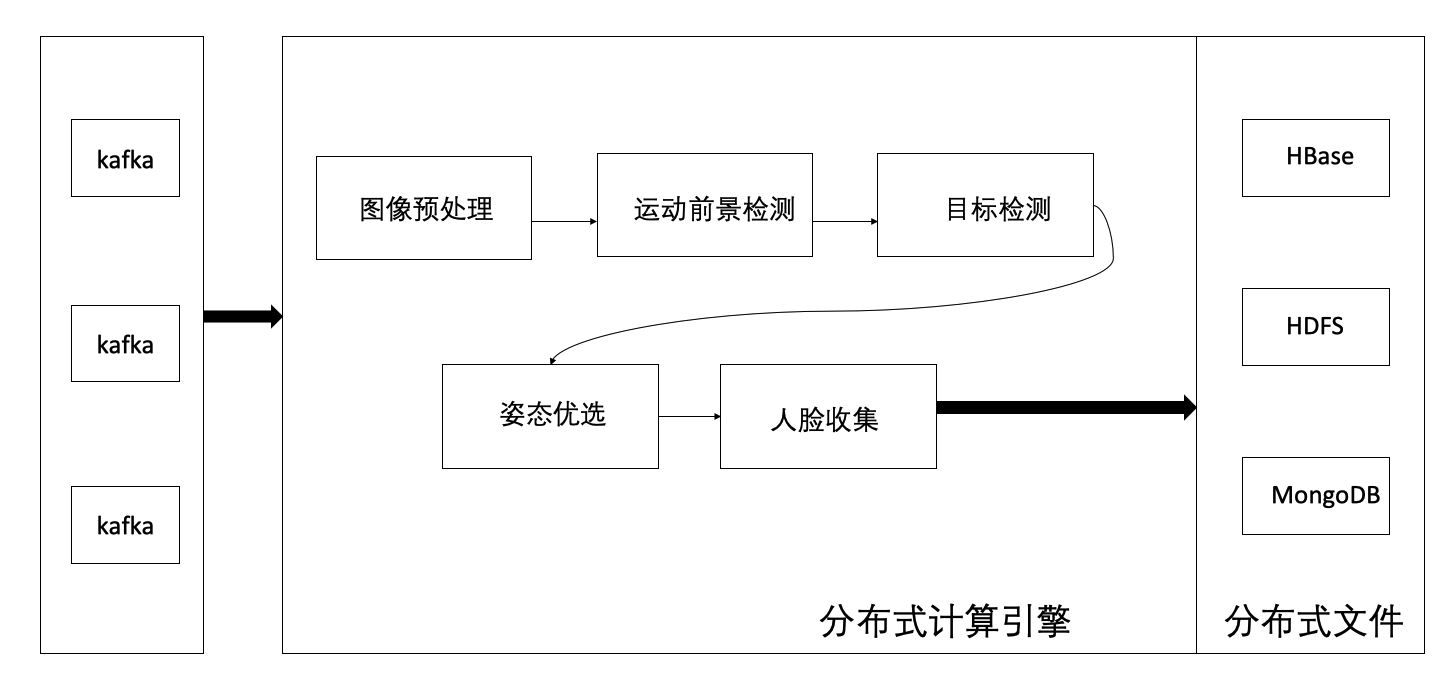 kafka
kafka
kafka
图像预处理
运动前景检测
目标检测
姿态优选
人脸收集
分布式计算引擎
HBase
HDFS
MongoDB
分布式文件